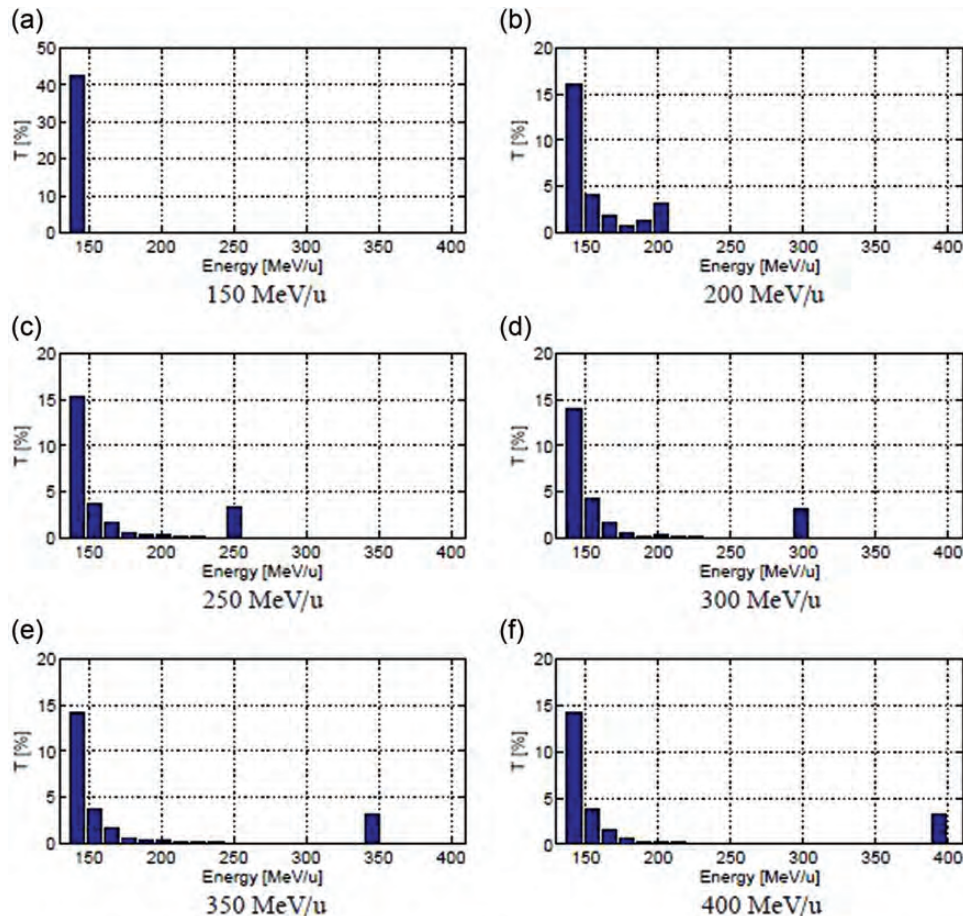 (a)
(b)
50
40
30
20
10
0
T [%]
150 200 250 300 350 400
Energy [MeV/u]
150 MeV/u
20
15
10
5
0
T [%]
150 200 250 300 350 400
Energy [MeV/u]
200 MeV/u
(c)
(d)
20
15
10
5
0
T [%]
150 200 250 300 350 400
Energy [MeV/u]
250 MeV/u
20
15
10
5
0
T [%]
150 200 250 300 350 400
Energy [MeV/u]
300 MeV/u
(e)
(f)
20
15
10
5
0
T [%]
150 200 250 300 350 400
Energy [MeV/u]
350 MeV/u
20
15
10
5
0
T [%]
150 200 250 300 350 400
Energy [MeV/u]
400 MeV/u